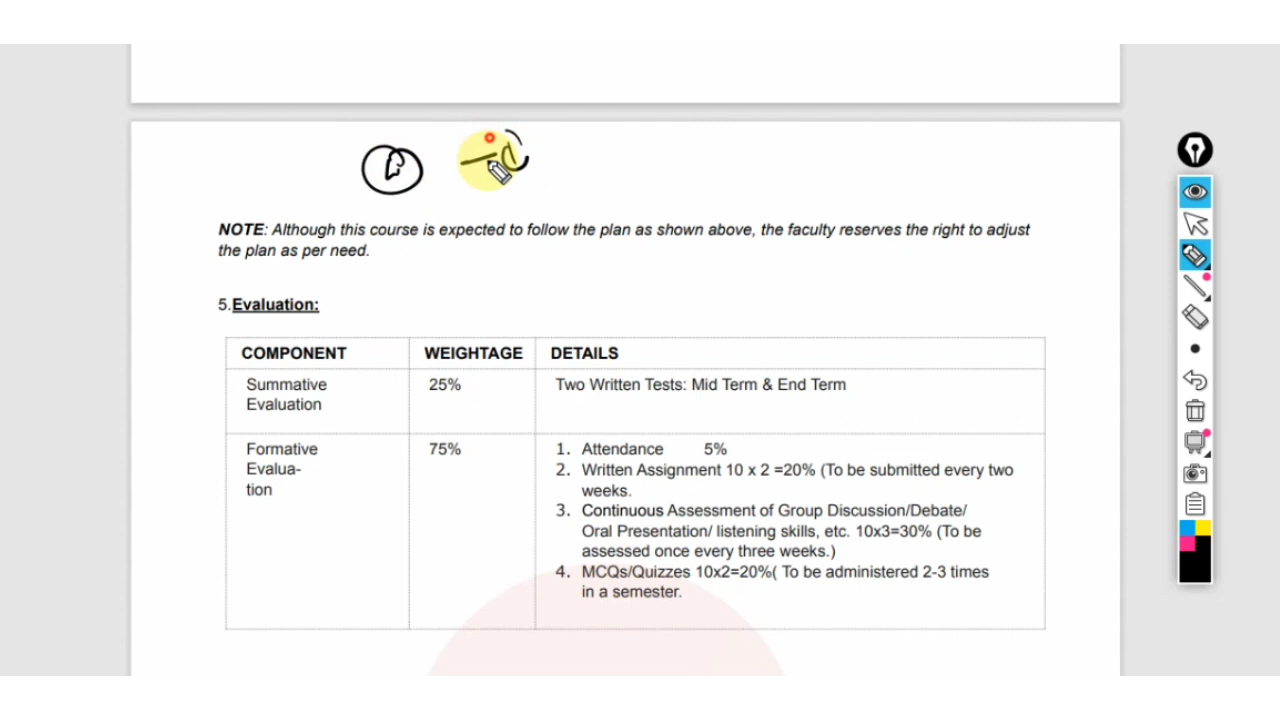 NOTE: Although this course is expected to follow the plan as shown above, the faculty reserves the right to adjust
the plan as per need.
5.Evaluation:
COMPONENT WEIGHTAGE DETAILS
Summative 25% Two Written Tests: Mid Term & End Term
Evaluation
Formative 75% 1. Attendance 5%
Evalua- 2. Written Assignment 10 x 2 =20% (To be submitted every two
tion weeks.
3. Continuous Assessment of Group Discussion/Debate/
Oral Presentation/ listening skills, etc. 10x3=30% (To be
assessed once every three weeks.)
4. MCQs/Quizzes 10x2=20%( To be administered 2-3 times
in a semester.